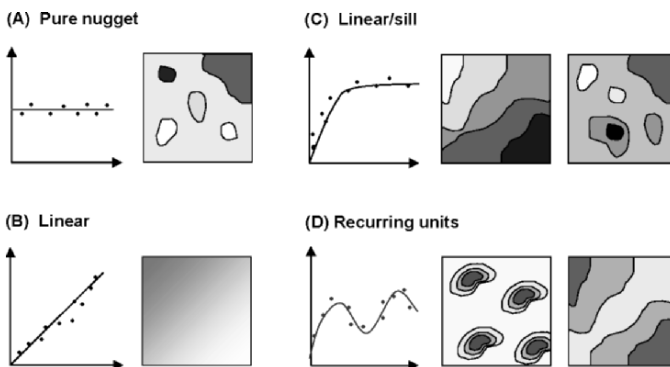 (A) Pure nugget
(C) Linear/sill
(B) Linear
(D) Recurring units